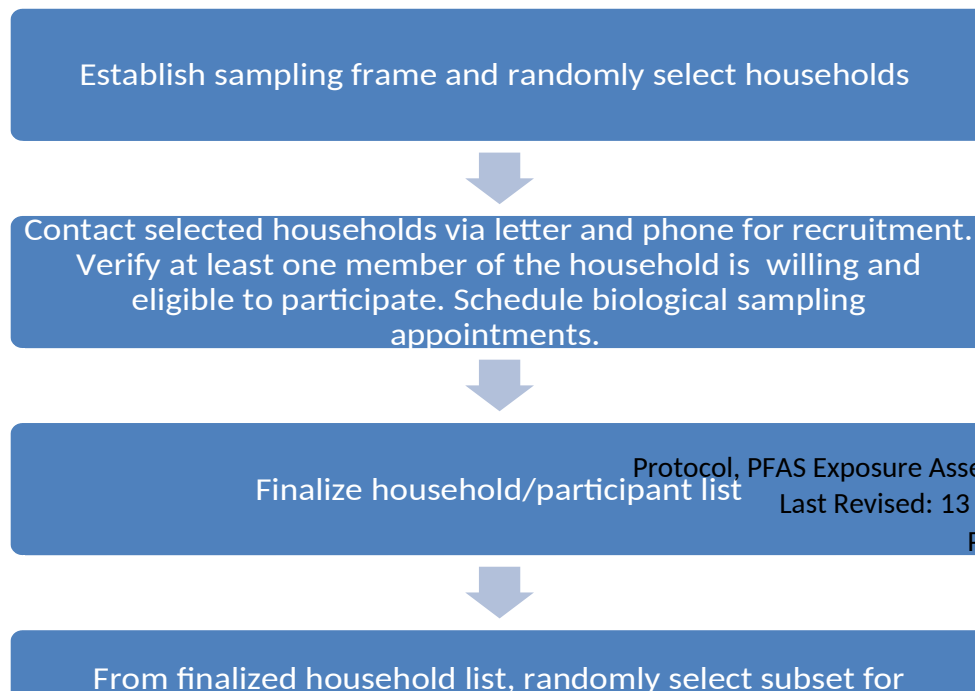 Establish sampling frame and randomly select households
Contact selected households via letter and phone for recruitment.
Verify at least one member of the household is  willing and
eligible to participate. Schedule biological sampling
appointments.
Finalize household/participant list
Protocol, PFAS Exposure Asse
Last Revised: 13
P
From finalized household list, randomly select subset for